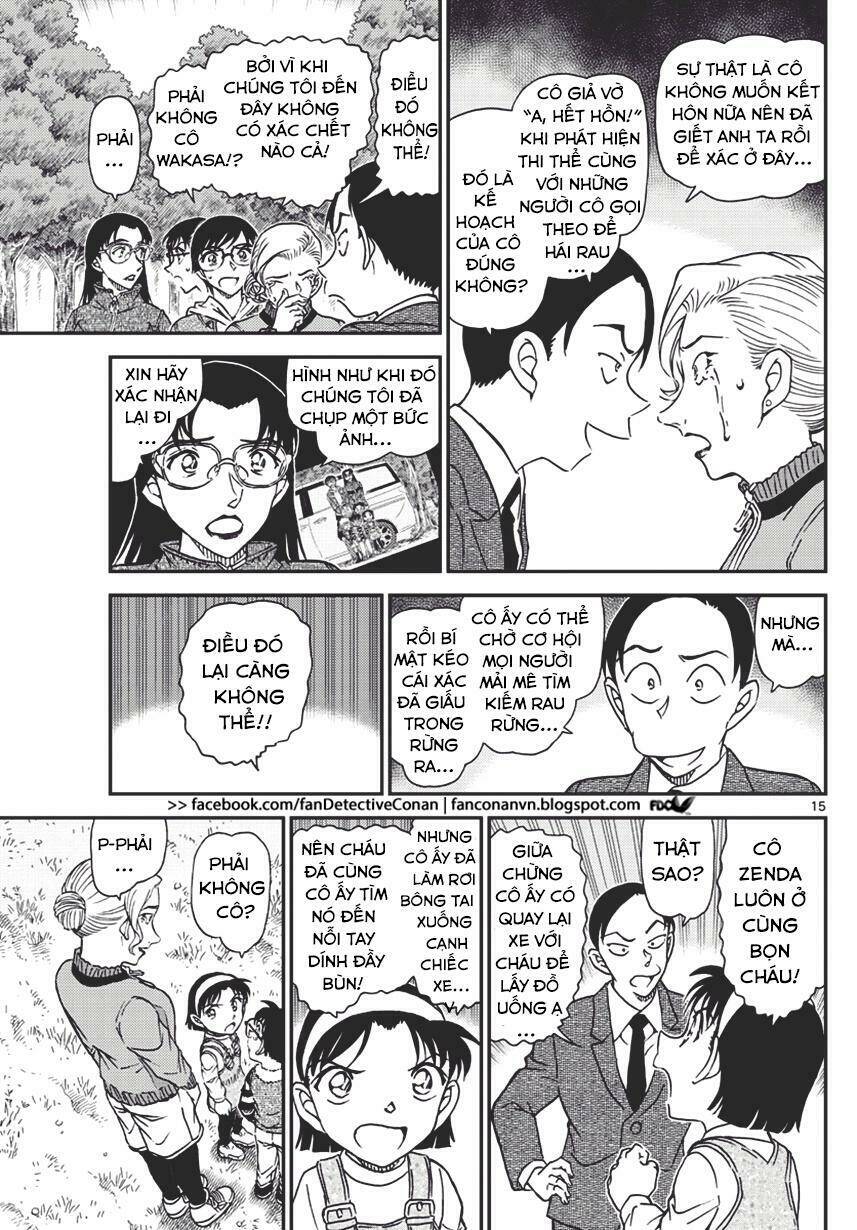 SỰ THẬT LÀ CÔ
KHÔNG
MUỐN KẾT
HÔN NỮA NÊN ĐÃ
GIẾT ANH TA RỒI
ĐỂ XÁC Ở ĐÂY...
CÔ GIẢ VỜ
"A, HẾT HỒN!"
KHI PHÁT HIỆN
THI THỂ CÙNG
VỚI NHỮNG
NGƯỜI CÔ GỌI
THEO ĐỂ
HÁI RAU
...
ĐÓ LÀ
KẾ
HOẠCH
CỦA CÔ
ĐÚNG
KHÔNG?
ĐIỀU
ĐÓ
KHÔNG
THỂ!
BỞI VÌ KHI
CHÚNG TÔI ĐẾN
ĐÂY KHÔNG
CÓ XÁC CHẾT
NÀO CẢ!
PHẢI
KHÔNG
CÔ
WAKASA!?
PHẢI
...
HÌNH NHƯ KHI ĐÓ
CHÚNG TÔI ĐÃ
CHỤP MỘT BỨC
ẢNH...
XIN HÃY
XÁC NHẬN
LẠI ĐI
...
NHƯNG
MÀ...
CÔ ẤY CÓ THỂ
CHỜ CƠ HỘI
MỌI NGƯỜI
MẢI MÊ TÌM
KIẾM RAU
RỪNG...
RỒI BÍ
MẬT KÉO
CÁI XÁC
ĐÃ GIẤU
TRONG
RỪNG
RA...
ĐIỀU ĐÓ
LẠI CÀNG
KHÔNG
THỂ!!
>> facebook.com/fanDetectiveConan | fanconanvn.blogspot.com FDC
15
CÔ
ZENDA
LUÔN Ở
CÙNG
BỌN
CHÁU!
THẬT
SAO?
GIỮA
CHỪNG
CÔ ẤY CÓ
QUAY LẠI
XE VỚI
CHÁU ĐỂ
LẤY ĐỒ
UỐNG Ạ
...
NHƯNG
CÔ ẤY ĐÃ
LÀM RƠI
BÔNG TAI
XUỐNG
CẠNH
CHIẾC
XE...
NÊN CHÁU
ĐÃ CÙNG
CÔ ẤY TÌM
NÓ ĐẾN
NỖI TAY
DÍNH ĐẦY
BÙN!
PHẢI
KHÔNG
CÔ?
P-PHẢI
...